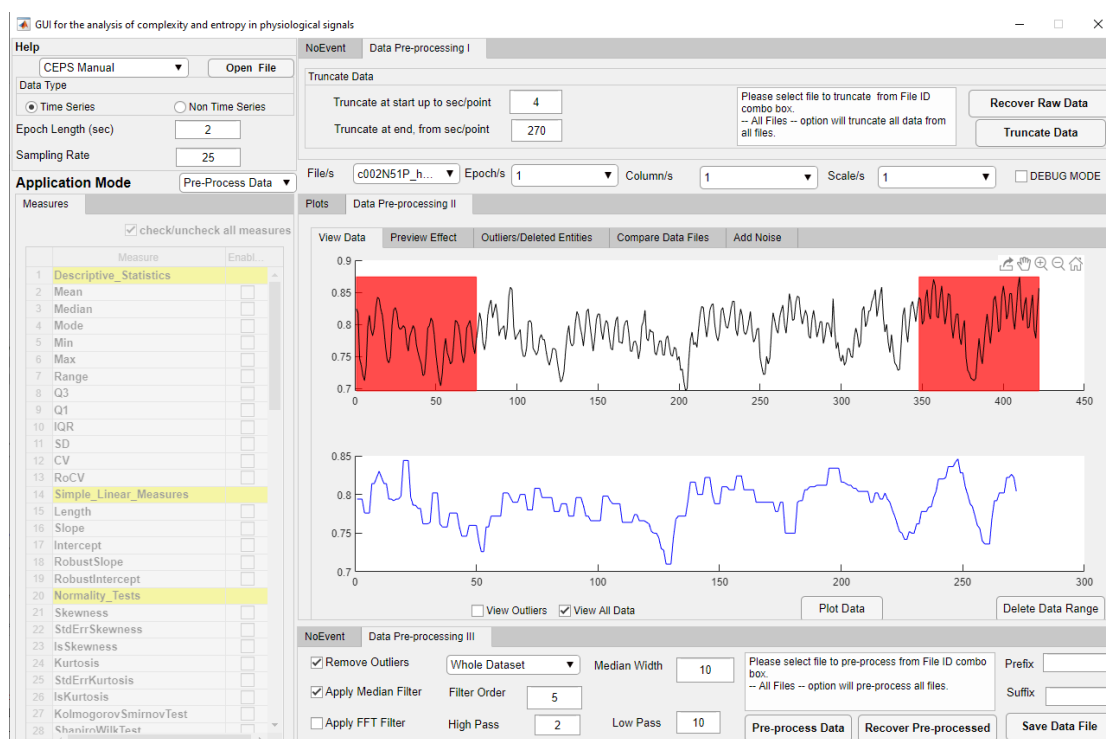 GUI for the analysis of complexity and entropy in physiological signals
Help
CEPS Manual
Open File
Data Type
Time Series
Non Time Series
Epoch Length (sec)
2
Sampling Rate
25
Application Mode
Pre-Process Data
Measures
check/uncheck all measures
Measure
Enabl...
1 Descriptive_Statistics
2 Mean
3 Median
4 Mode
5 Min
6 Max
7 Range
8 Q3
9 Q1
10 IQR
11 SD
12 CV
13 RoCV
14 Simple_Linear_Measures
15 Length
16 Slope
17 Intercept
18 RobustSlope
19 RobustIntercept
20 Normality_Tests
21 Skewness
22 StdErrSkewness
23 IsSkewness
24 Kurtosis
25 StdErrKurtosis
26 IsKurtosis
27 KolmogorovSmirnovTest
28 ShapiroWilkTest
NoEvent
Data Pre-processing I
Truncate Data
Truncate at start up to sec/point
4
Truncate at end, from sec/point
270
Please select file to truncate from File ID
combo box.
-- All Files -- option will truncate all data from
all files.
Recover Raw Data
Truncate Data
File/s
c002N51P_h...
Epoch/s
1
Column/s
1
Scale/s
1
DEBUG MODE
Plots
Data Pre-processing II
View Data
Preview Effect
Outliers/Deleted Entities
Compare Data Files
Add Noise
0.9
0.85
0.8
0.75
0.7
0 50 100 150 200 250 300 350 400 450
0.85
0.8
0.75
0.7
0 50 100 150 200 250 300
View Outliers
View All Data
Plot Data
Delete Data Range
NoEvent
Data Pre-processing III
Remove Outliers
Whole Dataset
Median Width
10
Apply Median Filter
Filter Order
5
Apply FFT Filter
High Pass
2
Low Pass
10
Please select file to pre-process from File ID combo
box.
-- All Files -- option will pre-process all files.
Pre-process Data
Recover Pre-processed
Prefix
Suffix
Save Data File